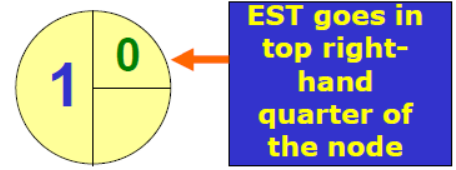 1
0
EST goes in
top right-
hand
quarter of
the node